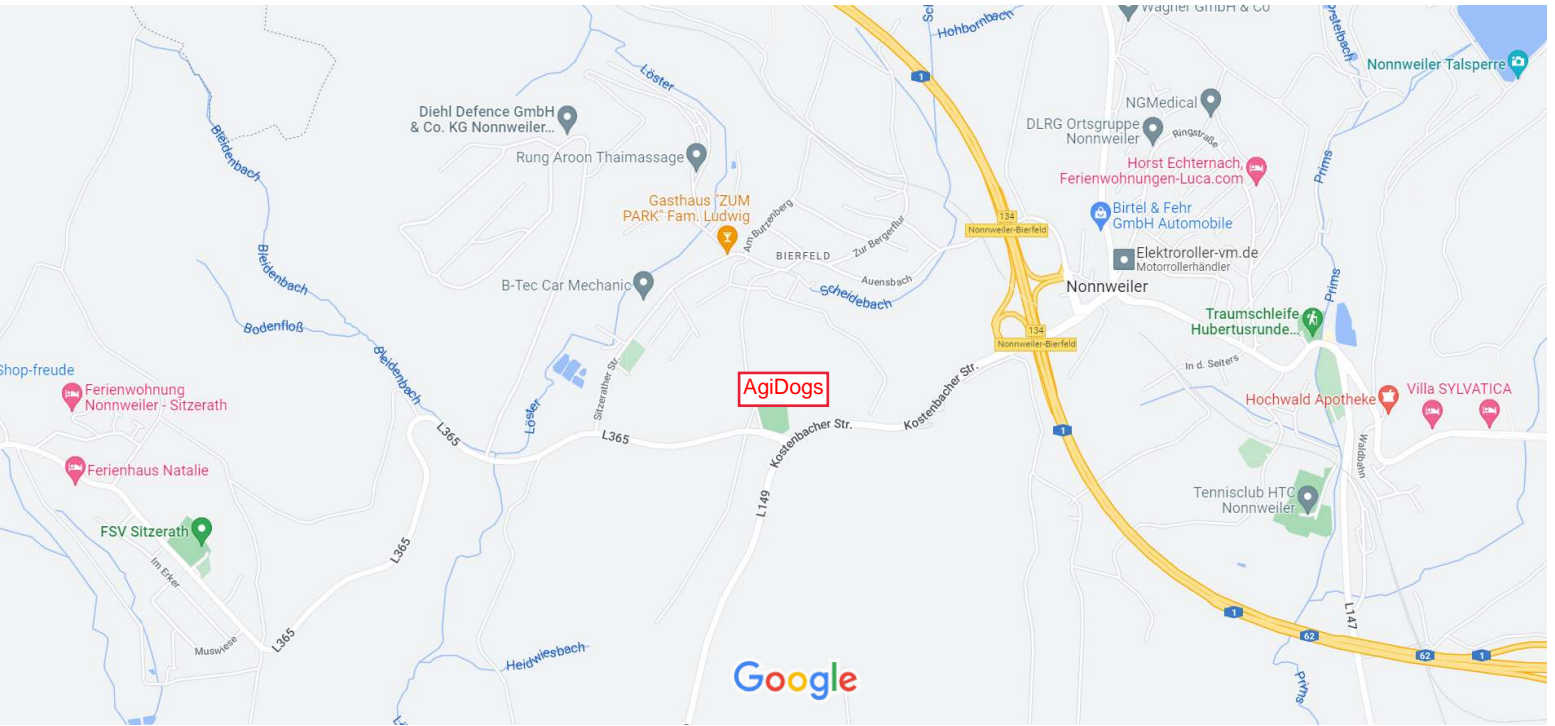 Wagner GmbH & Co
Hohbornbach
Nonnweiler Talsperre
Löster
1
Diehl Defence GmbH
& Co. KG Nonnweiler...
NGMedical
DLRG Ortsgruppe
Nonnweiler
Ringstraße
Bleidenbach
Rung Aroon Thaimassage
Horst Echternach,
Ferienwohnungen-Luca.com
Prims
Gasthaus "ZUM
PARK" Fam. Ludwig
Am Butzenberg
134
Nonnweiler-Bierfeld
Birtel & Fehr
GmbH Automobile
Zur Bergerflur
BIERFELD
Elektroroller-vm.de
Motorrollerhändler
Bleidenbach
Auensbach
B-Tec Car Mechanic
Scheidebach
Nonnweiler
Prims
Traumschleife
Hubertusrunde...
Bodenfloß
134
Nonnweiler-Bierfeld
In d. Seiters
Shop-freude
Bleidenbach
Sitzerather Str.
AgiDogs
Kostenbacher Str.
Ferienwohnung
Nonnweiler - Sitzerath
Villa SYLVATICA
Hochwald Apotheke
Löster
L365
L365
Kostenbacher Str.
Kostenbacher Str.
1
Waldbahn
Ferienhaus Natalie
L149
Tennisclub HTC
Nonnweiler
FSV Sitzerath
L365
Im Erker
1
L147
62
Muswiese
L365
Heidwiesbach
62
1
Google
Prims